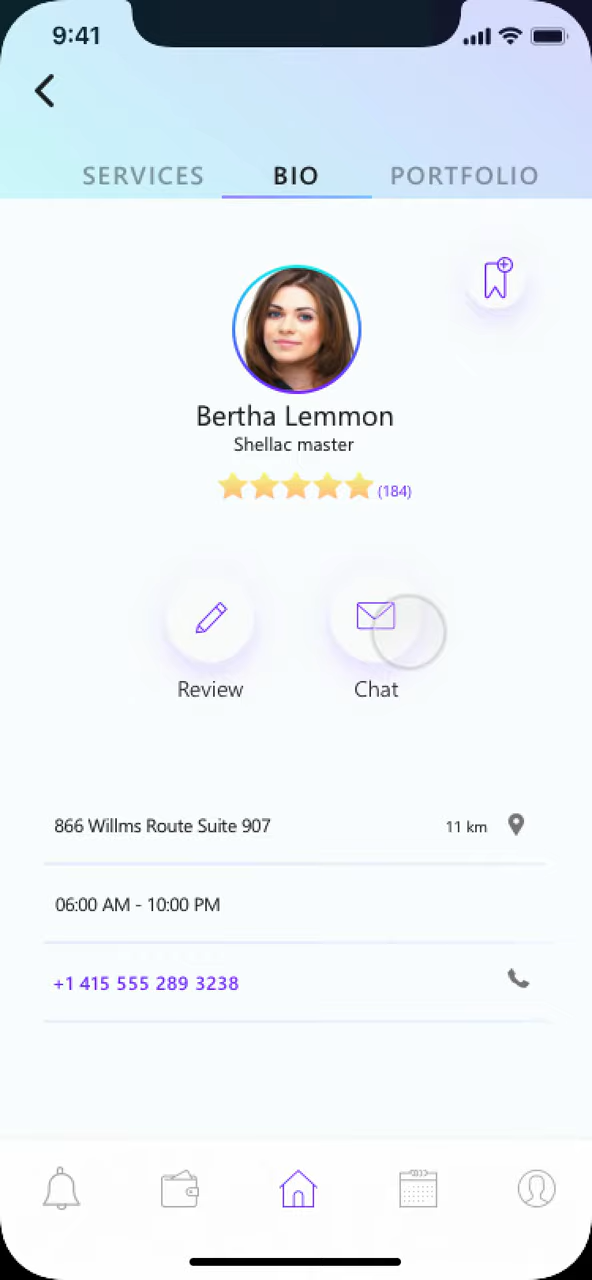 9:41
SERVICES BIO PORTFOLIO
Bertha Lemmon
Shellac master
(184)
Review Chat
866 Willms Route Suite 907 11 km
06:00 AM - 10:00 PM
+1 415 555 289 3238